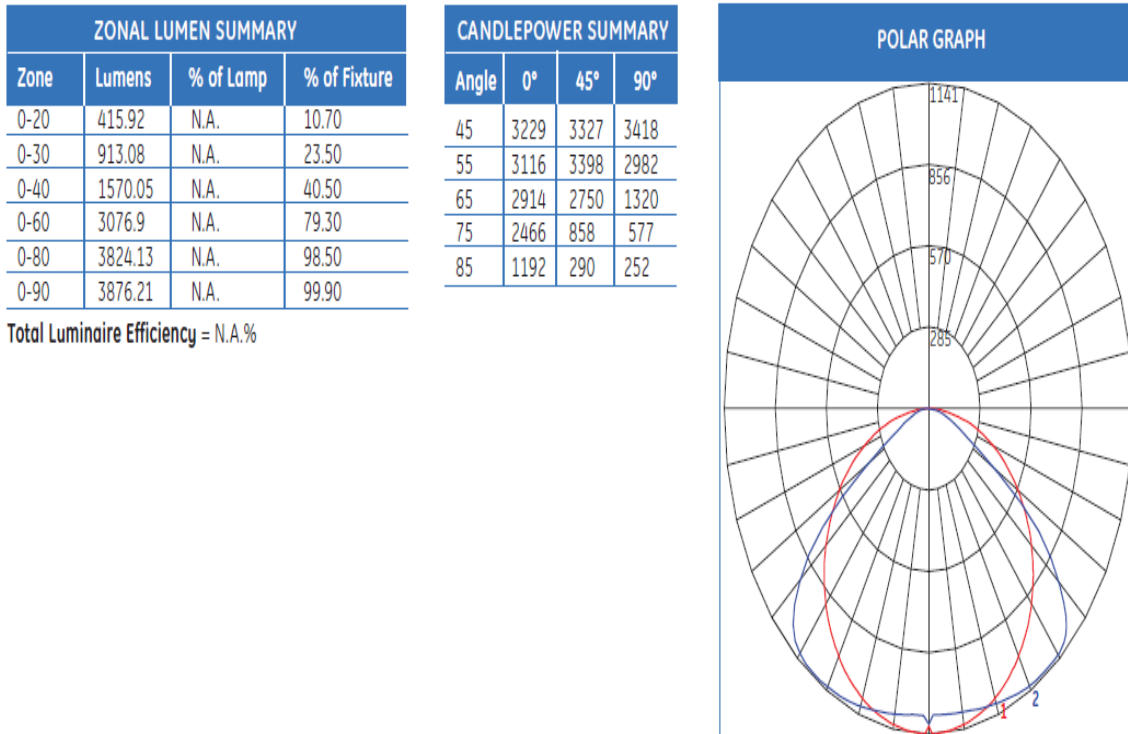 ZONAL LUMEN SUMMARY
Zone Lumens % of Lamp % of Fixture
0-20 415.92 N.A. 10.70
0-30 913.08 N.A. 23.50
0-40 1570.05 N.A. 40.50
0-60 3076.9 N.A. 79.30
0-80 3824.13 N.A. 98.50
0-90 3876.21 N.A. 99.90
Total Luminaire Efficiency = N.A.%
CANDLEPOWER SUMMARY
Angle 0° 45° 90°
45 3229 3327 3418
55 3116 3398 2982
65 2914 2750 1320
75 2466 858 577
85 1192 290 252
POLAR GRAPH
1141
856
570
285
2
1